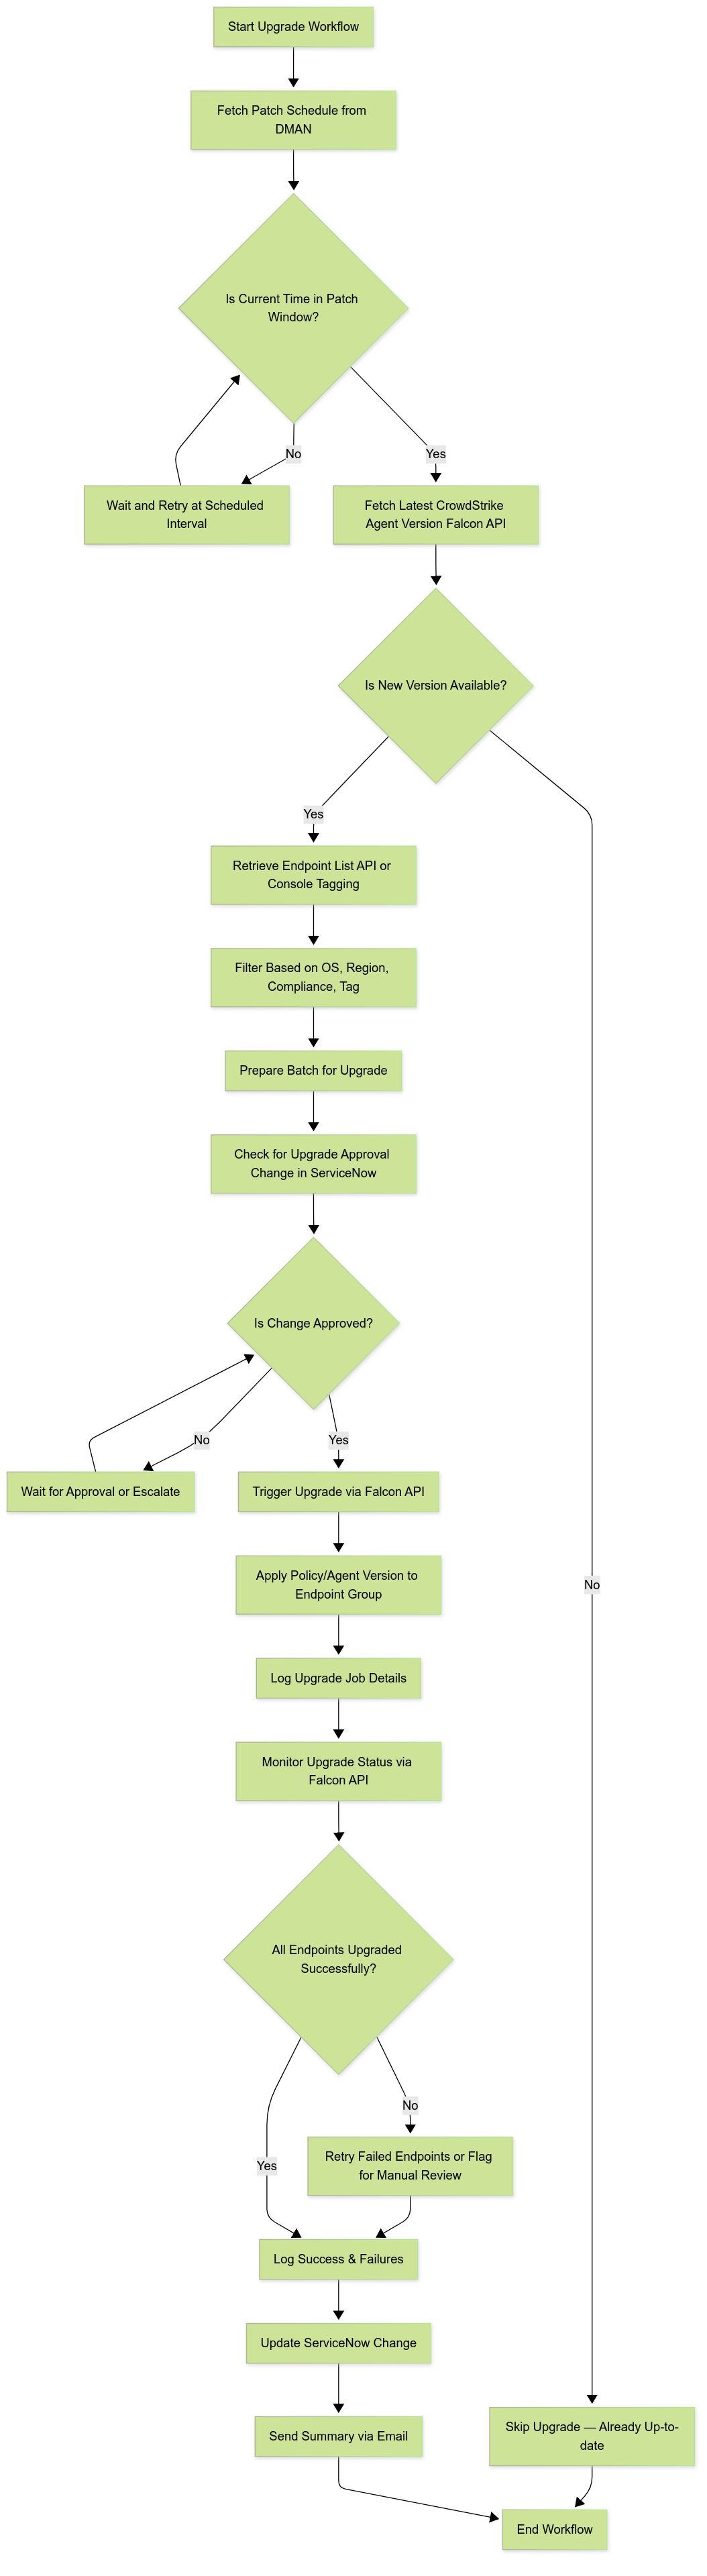 Start Upgrade Workflow
Fetch Patch Schedule from
DMAN
Is Current Time in Patch
Window?
No
Yes
Wait and Retry at Scheduled
Interval
Fetch Latest CrowdStrike
Agent Version Falcon API
Is New Version Available?
Yes
Retrieve Endpoint List API or
Console Tagging
Filter Based on OS, Region,
Compliance, Tag
Prepare Batch for Upgrade
Check for Upgrade Approval
Change in ServiceNow
Is Change Approved?
No
Yes
Wait for Approval or Escalate
Trigger Upgrade via Falcon API
Apply Policy/Agent Version to
Endpoint Group
No
Log Upgrade Job Details
Monitor Upgrade Status via
Falcon API
All Endpoints Upgraded
Successfully?
No
Yes
Retry Failed Endpoints or Flag
for Manual Review
Log Success & Failures
Update ServiceNow Change
Send Summary via Email
Skip Upgrade — Already Up-to-
date
End Workflow